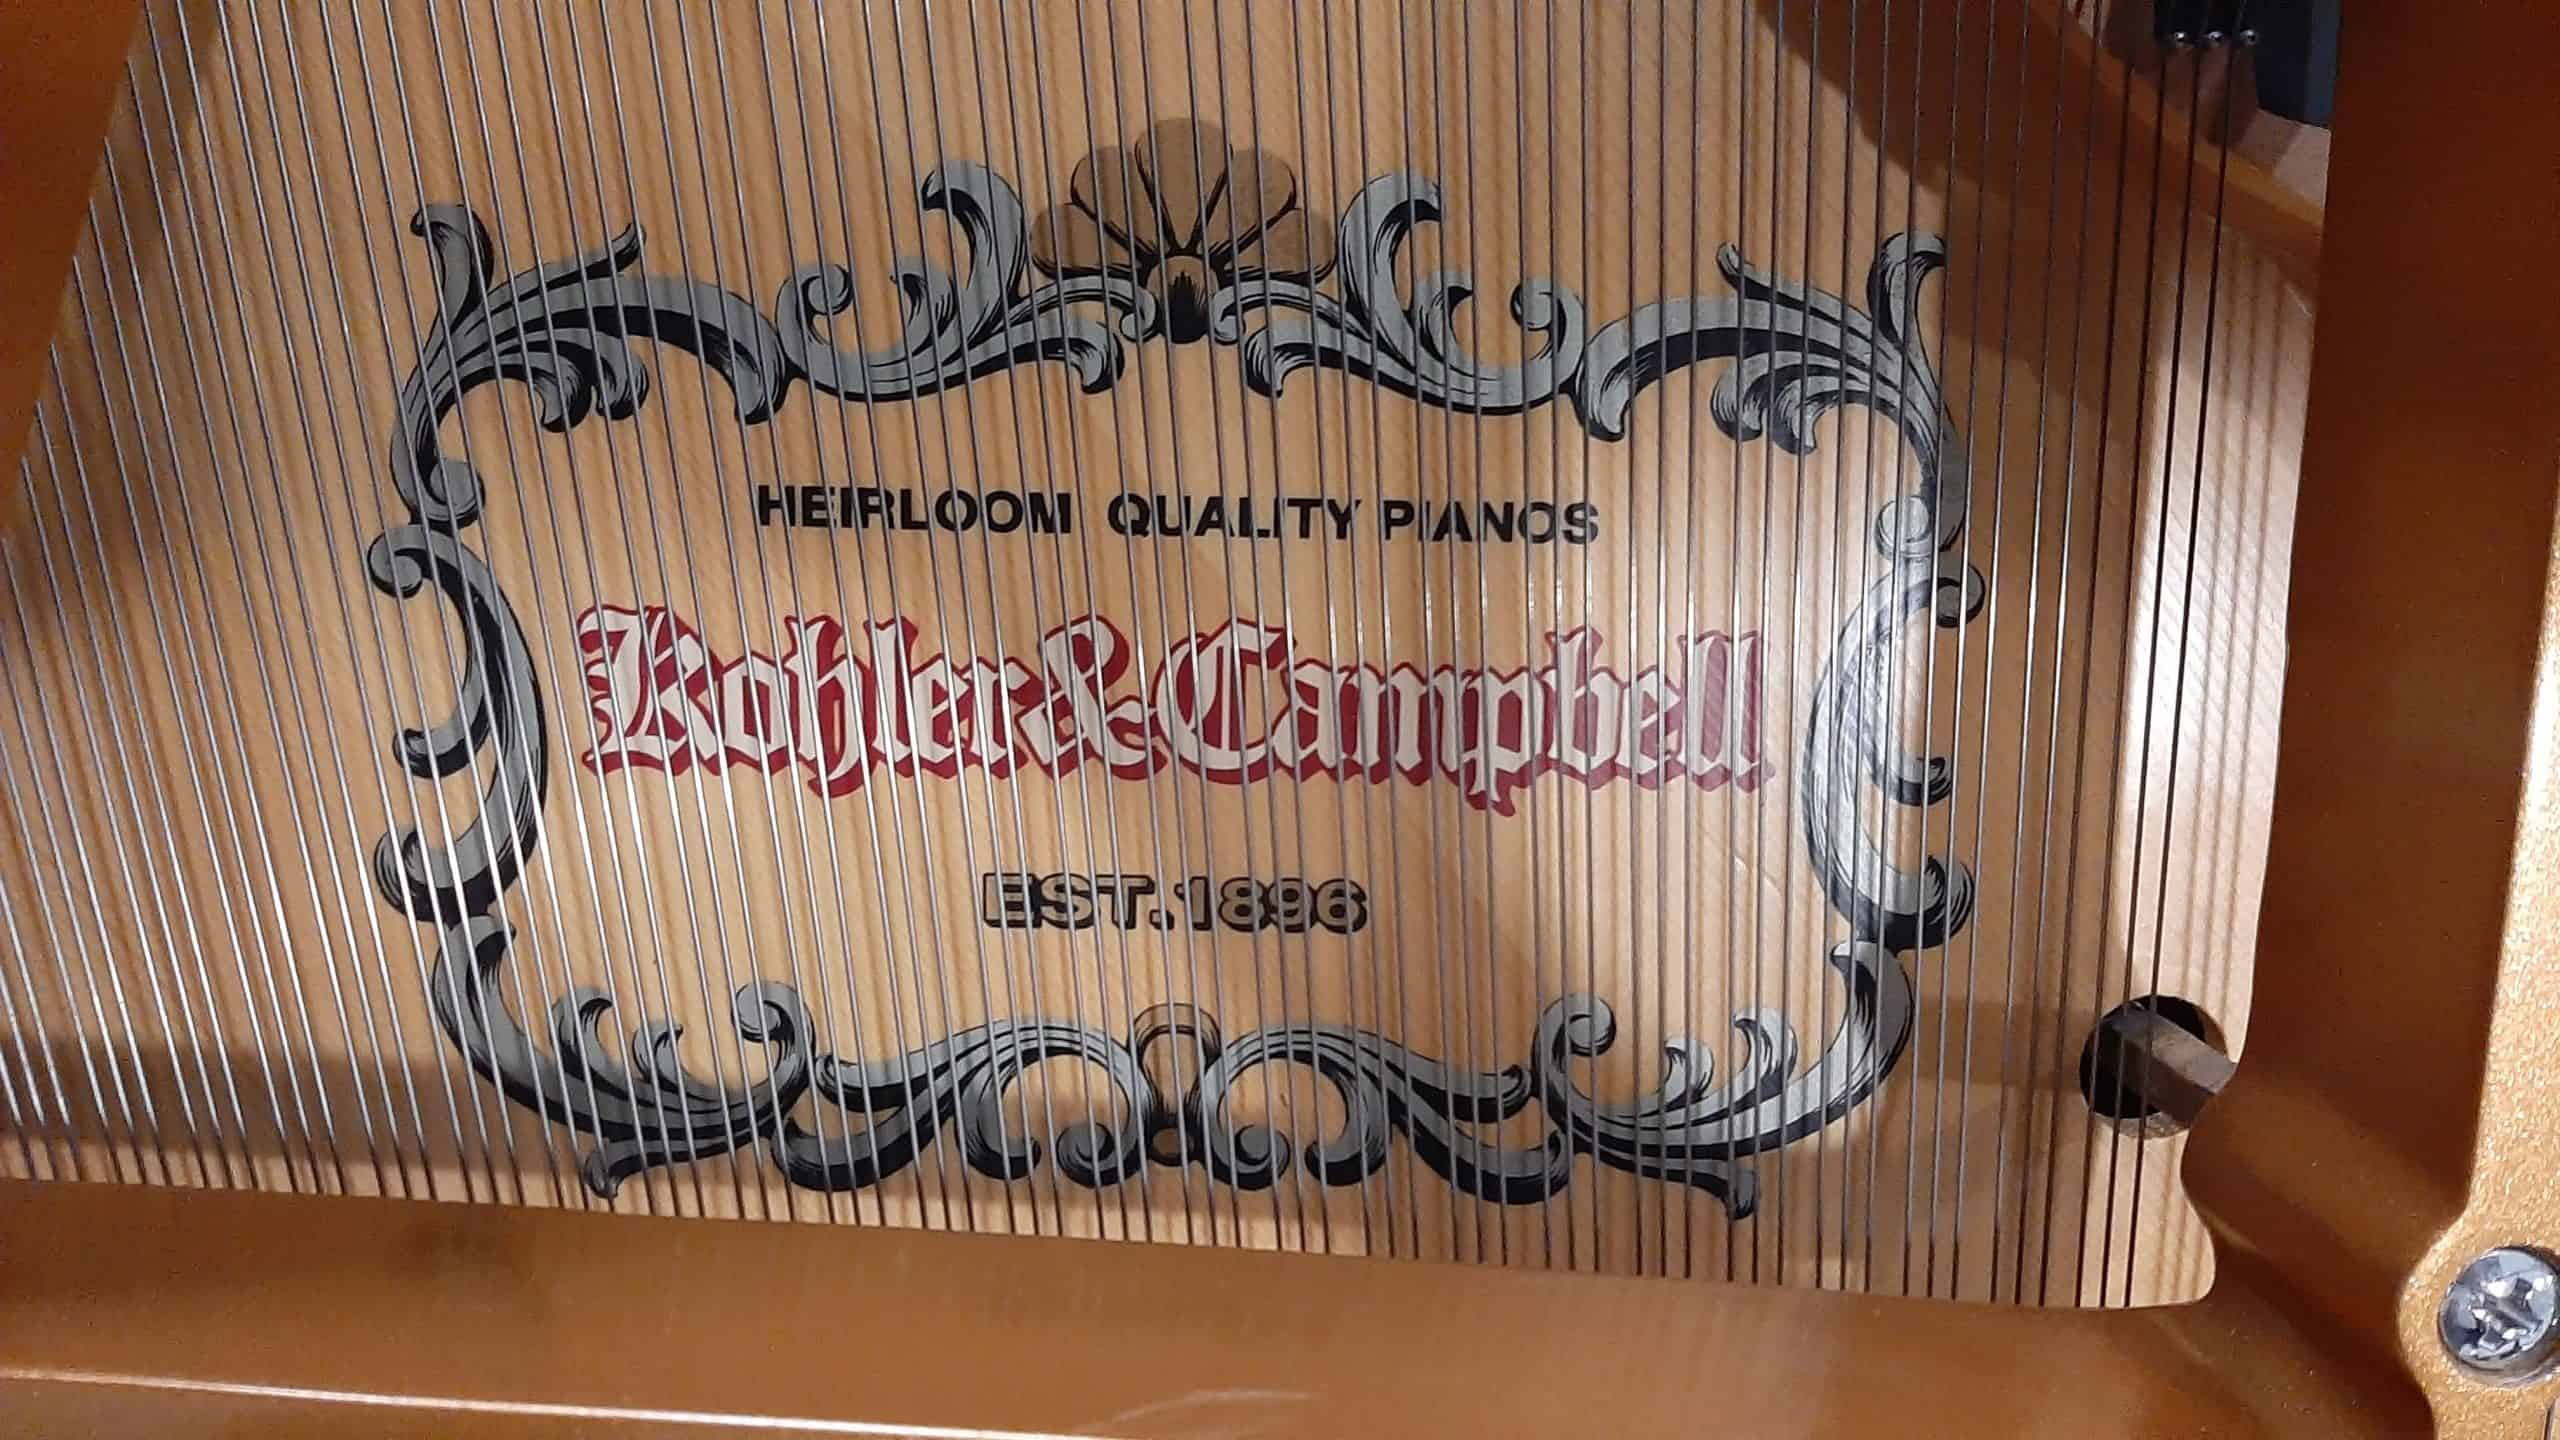 HEIRLOOM QUALITY PIANOS
Kohler & Campbell
EST. 1896